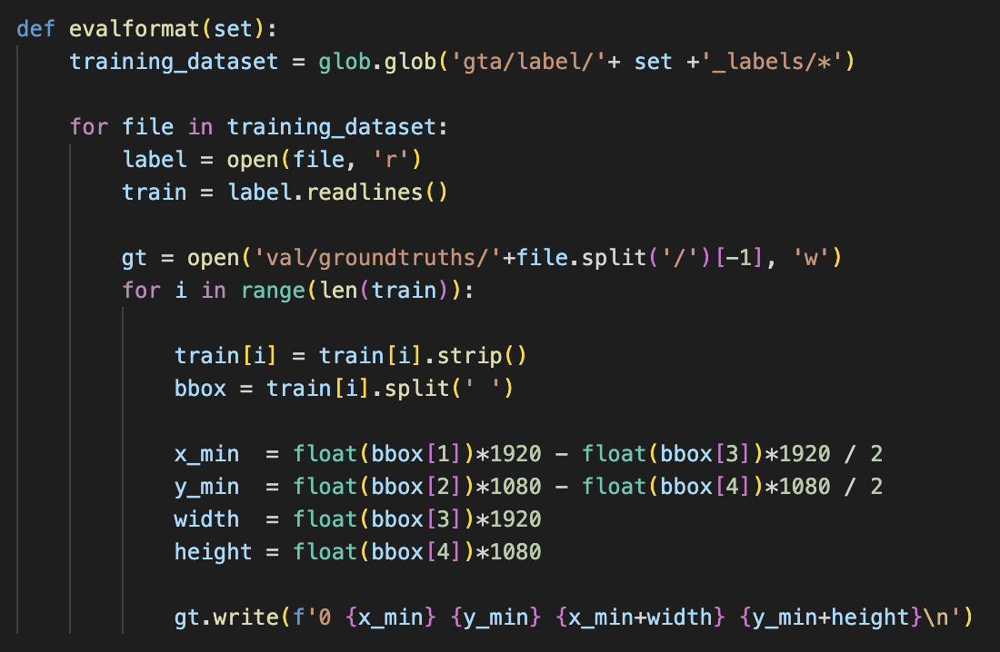 def evalformat(set):
    training_dataset = glob.glob('gta/label/'+ set +'_labels/*')

    for file in training_dataset:
        label = open(file, 'r')
        train = label.readlines()

        gt = open('val/groundtruths/'+file.split('/')[-1], 'w')
        for i in range(len(train)):

            train[i] = train[i].strip()
            bbox = train[i].split(' ')

            x_min  = float(bbox[1])*1920 - float(bbox[3])*1920 / 2
            y_min  = float(bbox[2])*1080 - float(bbox[4])*1080 / 2
            width  = float(bbox[3])*1920
            height = float(bbox[4])*1080

            gt.write(f'0 {x_min} {y_min} {x_min+width} {y_min+height}\n')